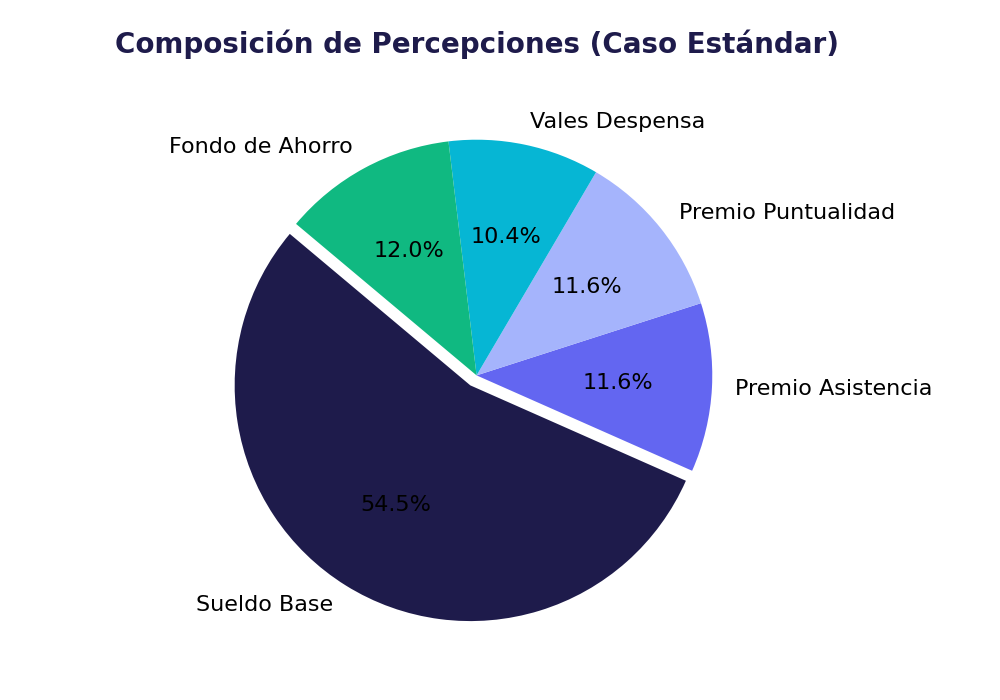 Composición de Percepciones (Caso Estándar)
Vales Despensa
Fondo de Ahorro
Premio Puntualidad
10.4%
12.0%
11.6%
11.6%
Premio Asistencia
54.5%
Sueldo Base